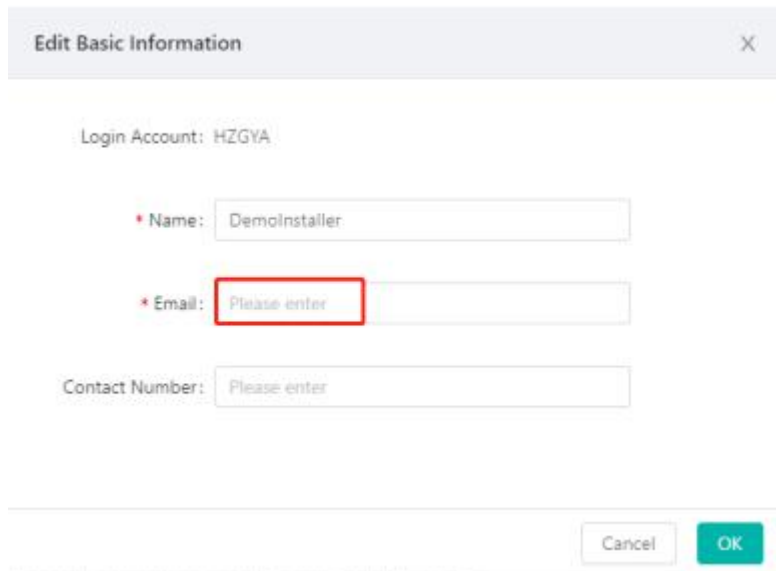 Edit Basic Information
Login Account: HZGYA
* Name: DemoInstaller
* Email: Please enter
Contact Number: Please enter
Cancel OK